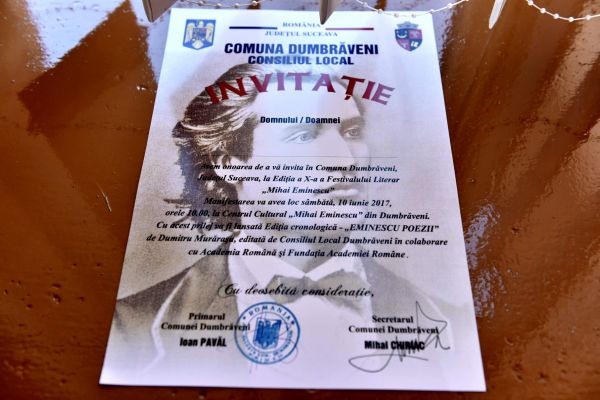 ROMÂNIA
JUDEȚUL SUCEAVA
COMUNA DUMBRĂVENI
CONSILIUL LOCAL
INVITAȚIE
Domnului / Doamnei
Avem onoarea de a vă invita în Comuna Dumbrăveni,
Județul Suceava, la Ediția a X-a a Festivalului Literar
„Mihai Eminescu”
Manifestarea va avea loc sâmbătă, 10 iunie 2017,
orele 10.00, la Centrul Cultural „Mihai Eminescu” din Dumbrăveni.
Cu acest prilej va fi lansată Ediția cronologică - „EMINESCU POEZII”
de Dumitru Murărașu, editată de Consiliul Local Dumbrăveni în colaborare
cu Academia Română și Fundația Academiei Române.
Cu deosebită considerație,
Primarul
Comunei Dumbrăveni
Ioan PAVĂL
ROMANIA
Secretarul
Comunei Dumbrăveni
Mihai CHIRIAC